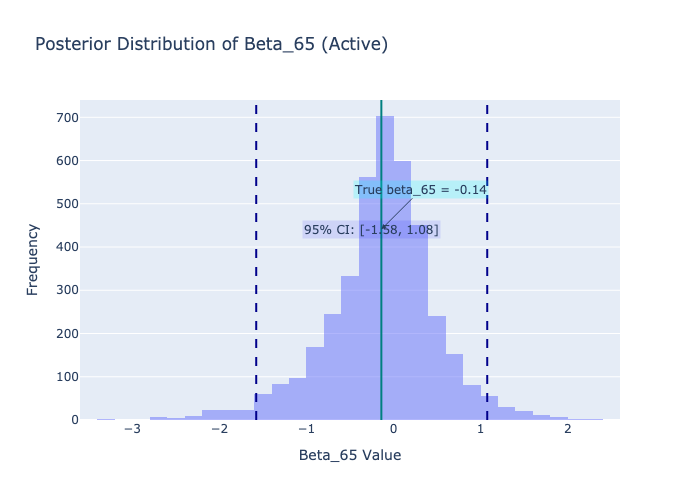 Posterior Distribution of Beta_65 (Active)
700
600
True beta_65 = -0.14
500
95% CI: [-1.58, 1.08]
400
300
200
100
0
Frequency
−3 −2 −1 0 1 2
Beta_65 Value